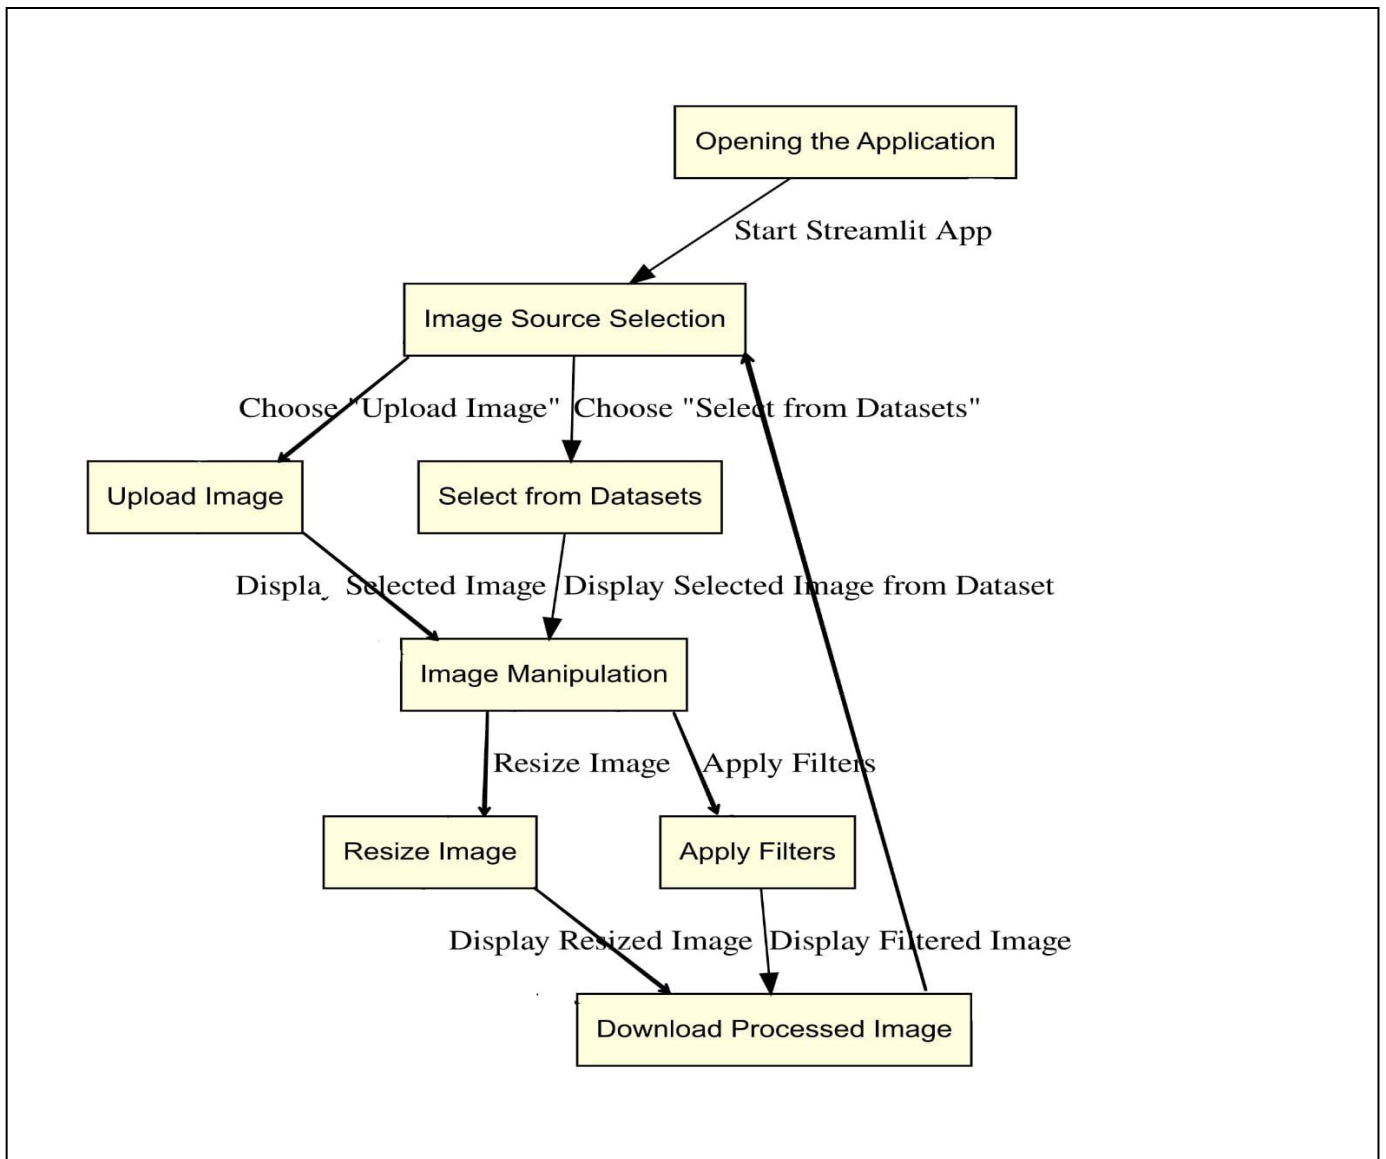 Opening the Application
Start Streamlit App
Image Source Selection
Choose "Upload Image"
Choose "Select from Datasets"
Upload Image
Select from Datasets
Displa Selected Image
Display Selected Image from Dataset
Image Manipulation
Resize Image
Apply Filters
Resize Image
Apply Filters
Display Resized Image
Display Filtered Image
Download Processed Image